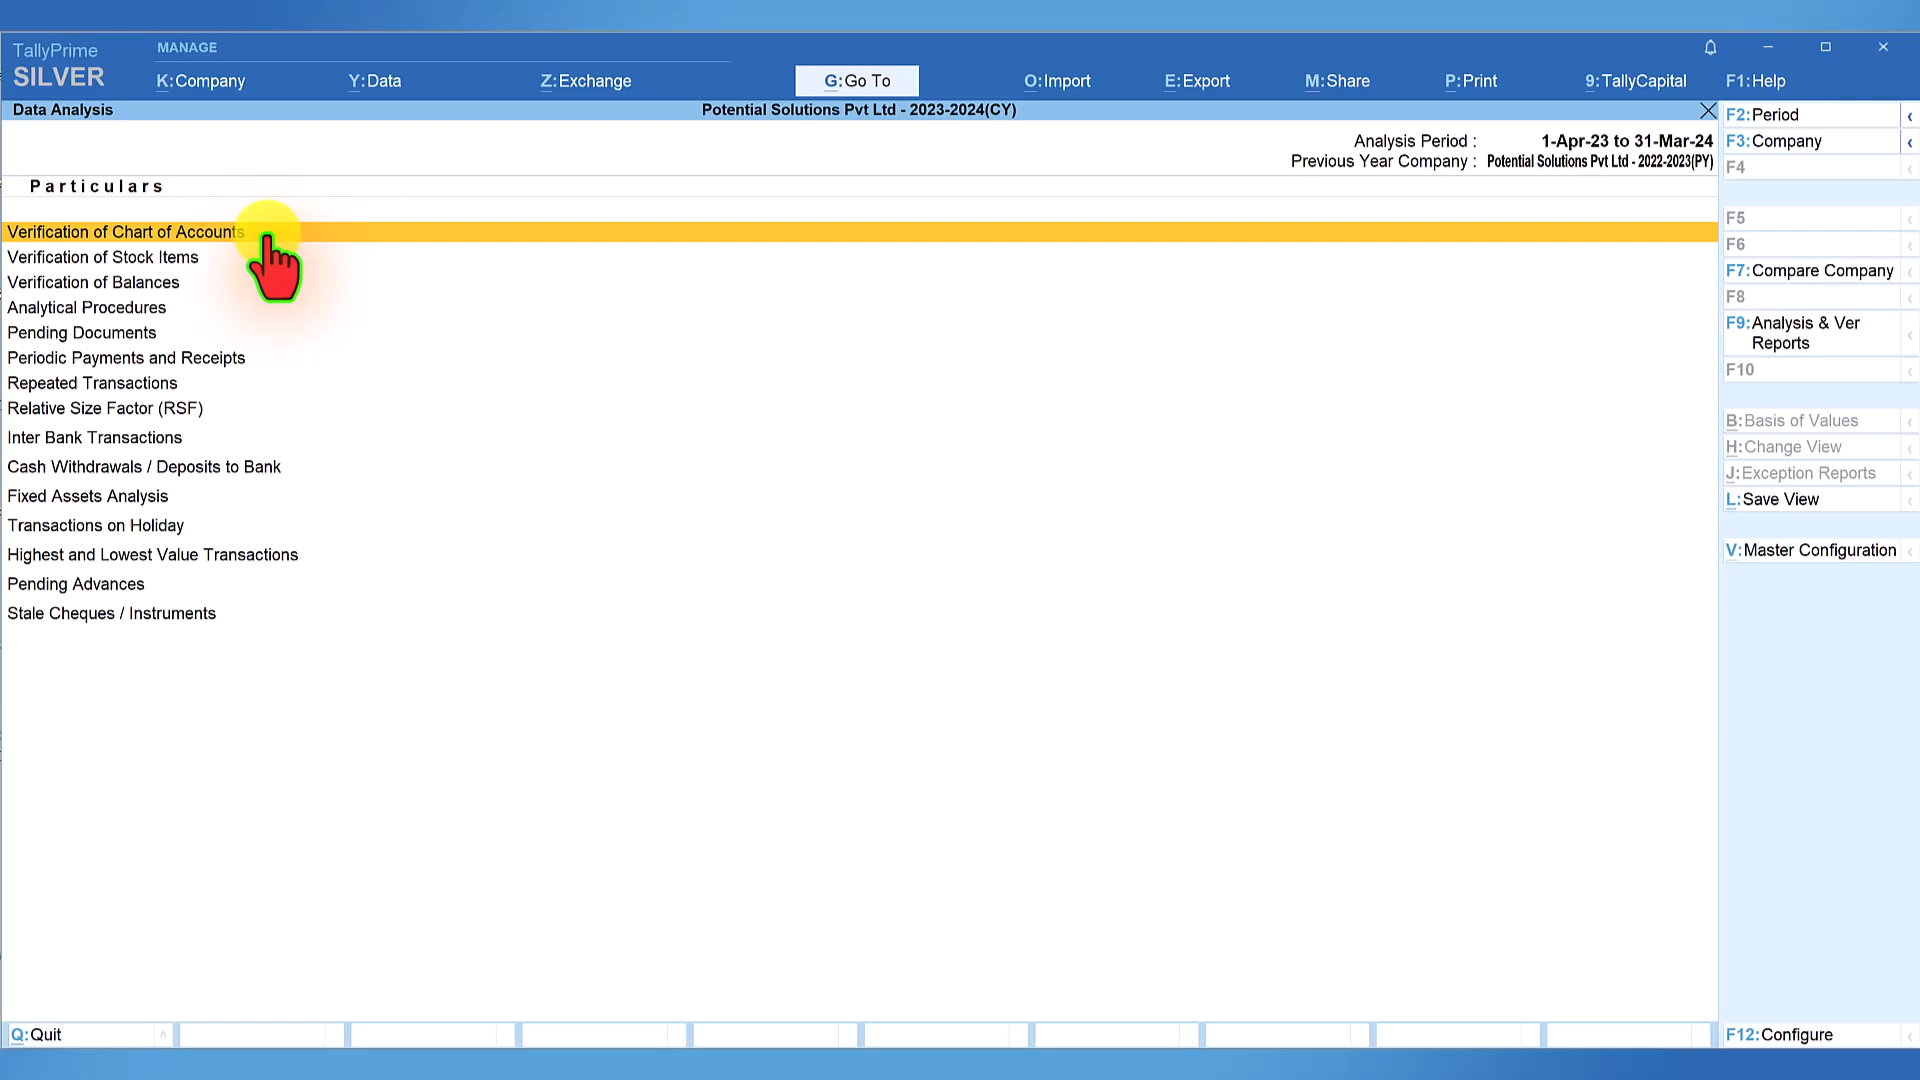 TallyPrime
SILVER
MANAGE
K:Company
Y:Data
Z:Exchange
G:Go To
O:Import
E:Export
M:Share
P:Print
9:TallyCapital
F1:Help
Data Analysis
Potential Solutions Pvt Ltd - 2023-2024(CY)
Analysis Period : 1-Apr-23 to 31-Mar-24
Previous Year Company : Potential Solutions Pvt Ltd - 2022-2023(PY)
Particulars
Verification of Chart of Accounts
Verification of Stock Items
Verification of Balances
Analytical Procedures
Pending Documents
Periodic Payments and Receipts
Repeated Transactions
Relative Size Factor (RSF)
Inter Bank Transactions
Cash Withdrawals / Deposits to Bank
Fixed Assets Analysis
Transactions on Holiday
Highest and Lowest Value Transactions
Pending Advances
Stale Cheques / Instruments
F2:Period
F3:Company
F4
F5
F6
F7:Compare Company
F8
F9:Analysis & Ver
Reports
F10
B:Basis of Values
H:Change View
J:Exception Reports
L:Save View
V:Master Configuration
Q:Quit
F12:Configure